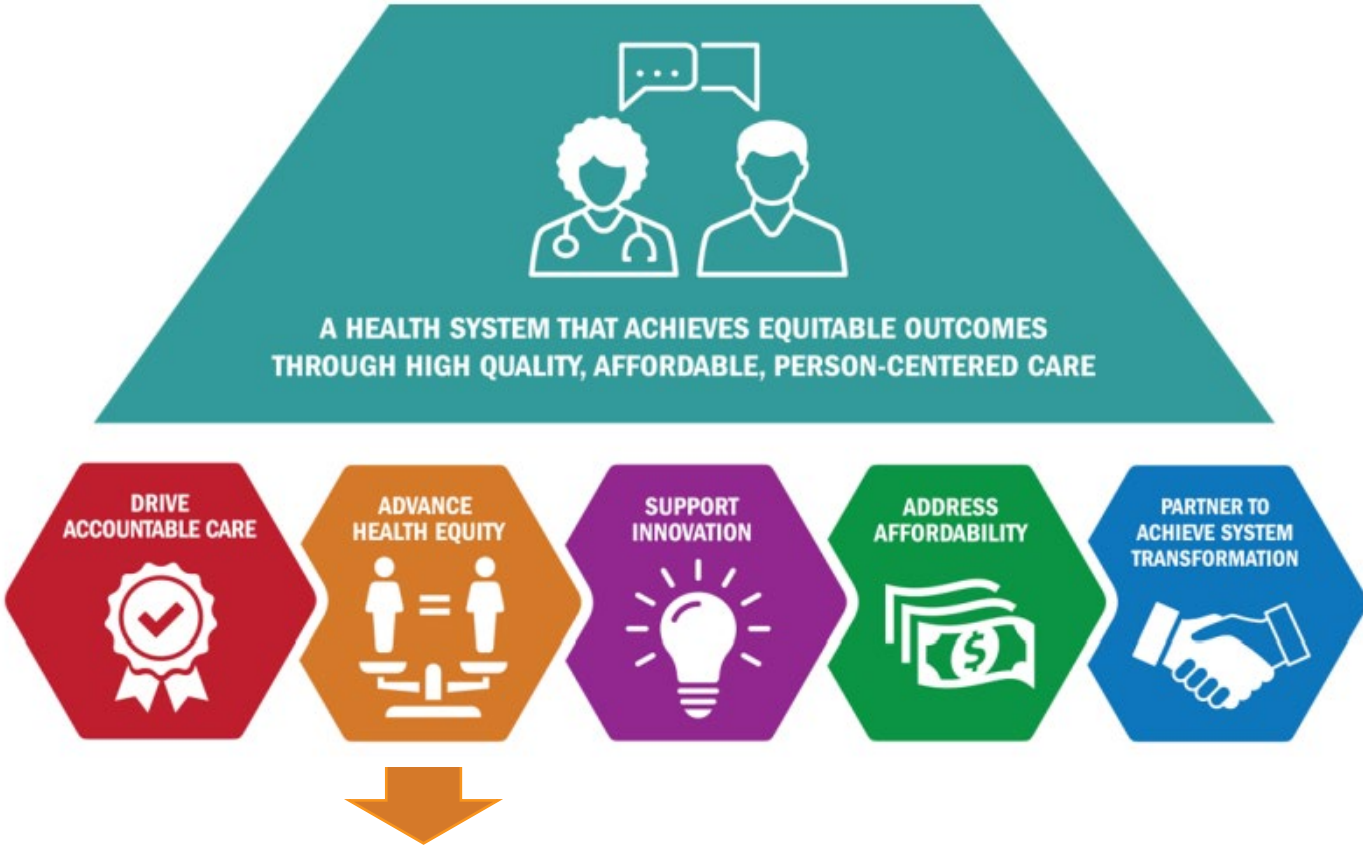 A HEALTH SYSTEM THAT ACHIEVES EQUITABLE OUTCOMES
THROUGH HIGH QUALITY, AFFORDABLE, PERSON-CENTERED CARE
DRIVE
ACCOUNTABLE CARE
ADVANCE
HEALTH EQUITY
SUPPORT
INNOVATION
ADDRESS
AFFORDABILITY
PARTNER TO
ACHIEVE SYSTEM
TRANSFORMATION